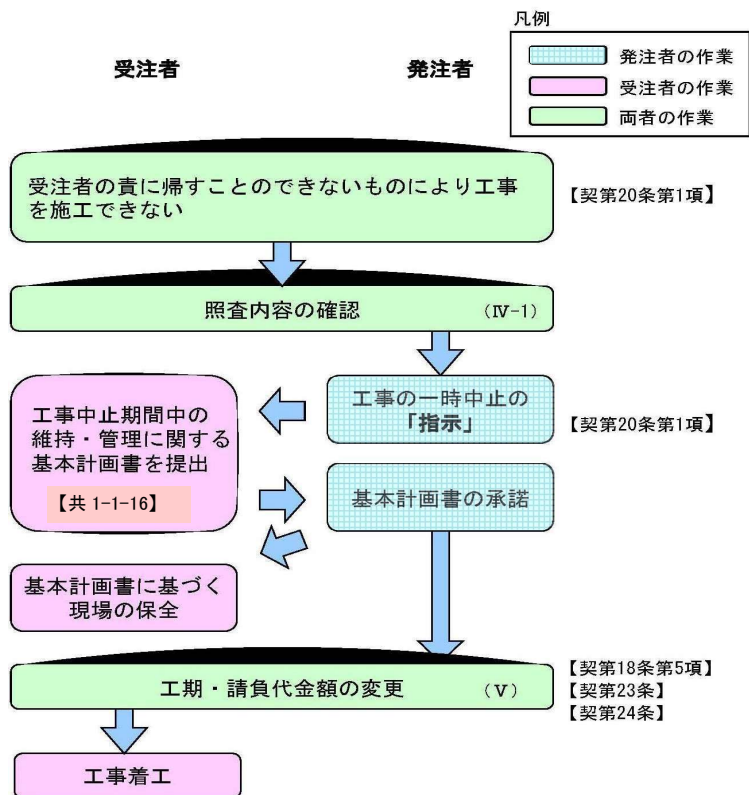 凡例
受注者
発注者
発注者の作業
受注者の作業
両者の作業
受注者の責に帰すことのできないものにより工事
を施工できない
【契第20条第1項】
照査内容の確認
(Ⅳ-1)
工事の一時中止の
「指示」
【契第20条第1項】
工事中止期間中の
維持・管理に関する
基本計画書を提出
【共 1-1-16】
基本計画書の承諾
基本計画書に基づく
現場の保全
工期・請負代金額の変更
(Ⅴ)
【契第18条第5項】
【契第23条】
【契第24条】
工事着工